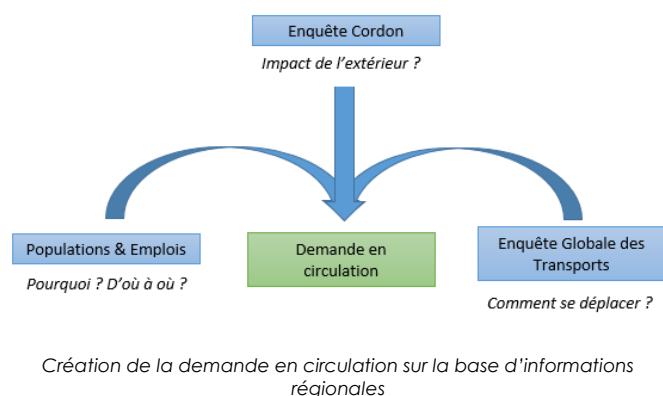 Enquête Cordon
Impact de l’extérieur ?
Populations & Emplois
Pourquoi ? D’où à où ?
Demande en
circulation
Enquête Globale des
Transports
Comment se déplacer ?
Création de la demande en circulation sur la base d’informations
régionales